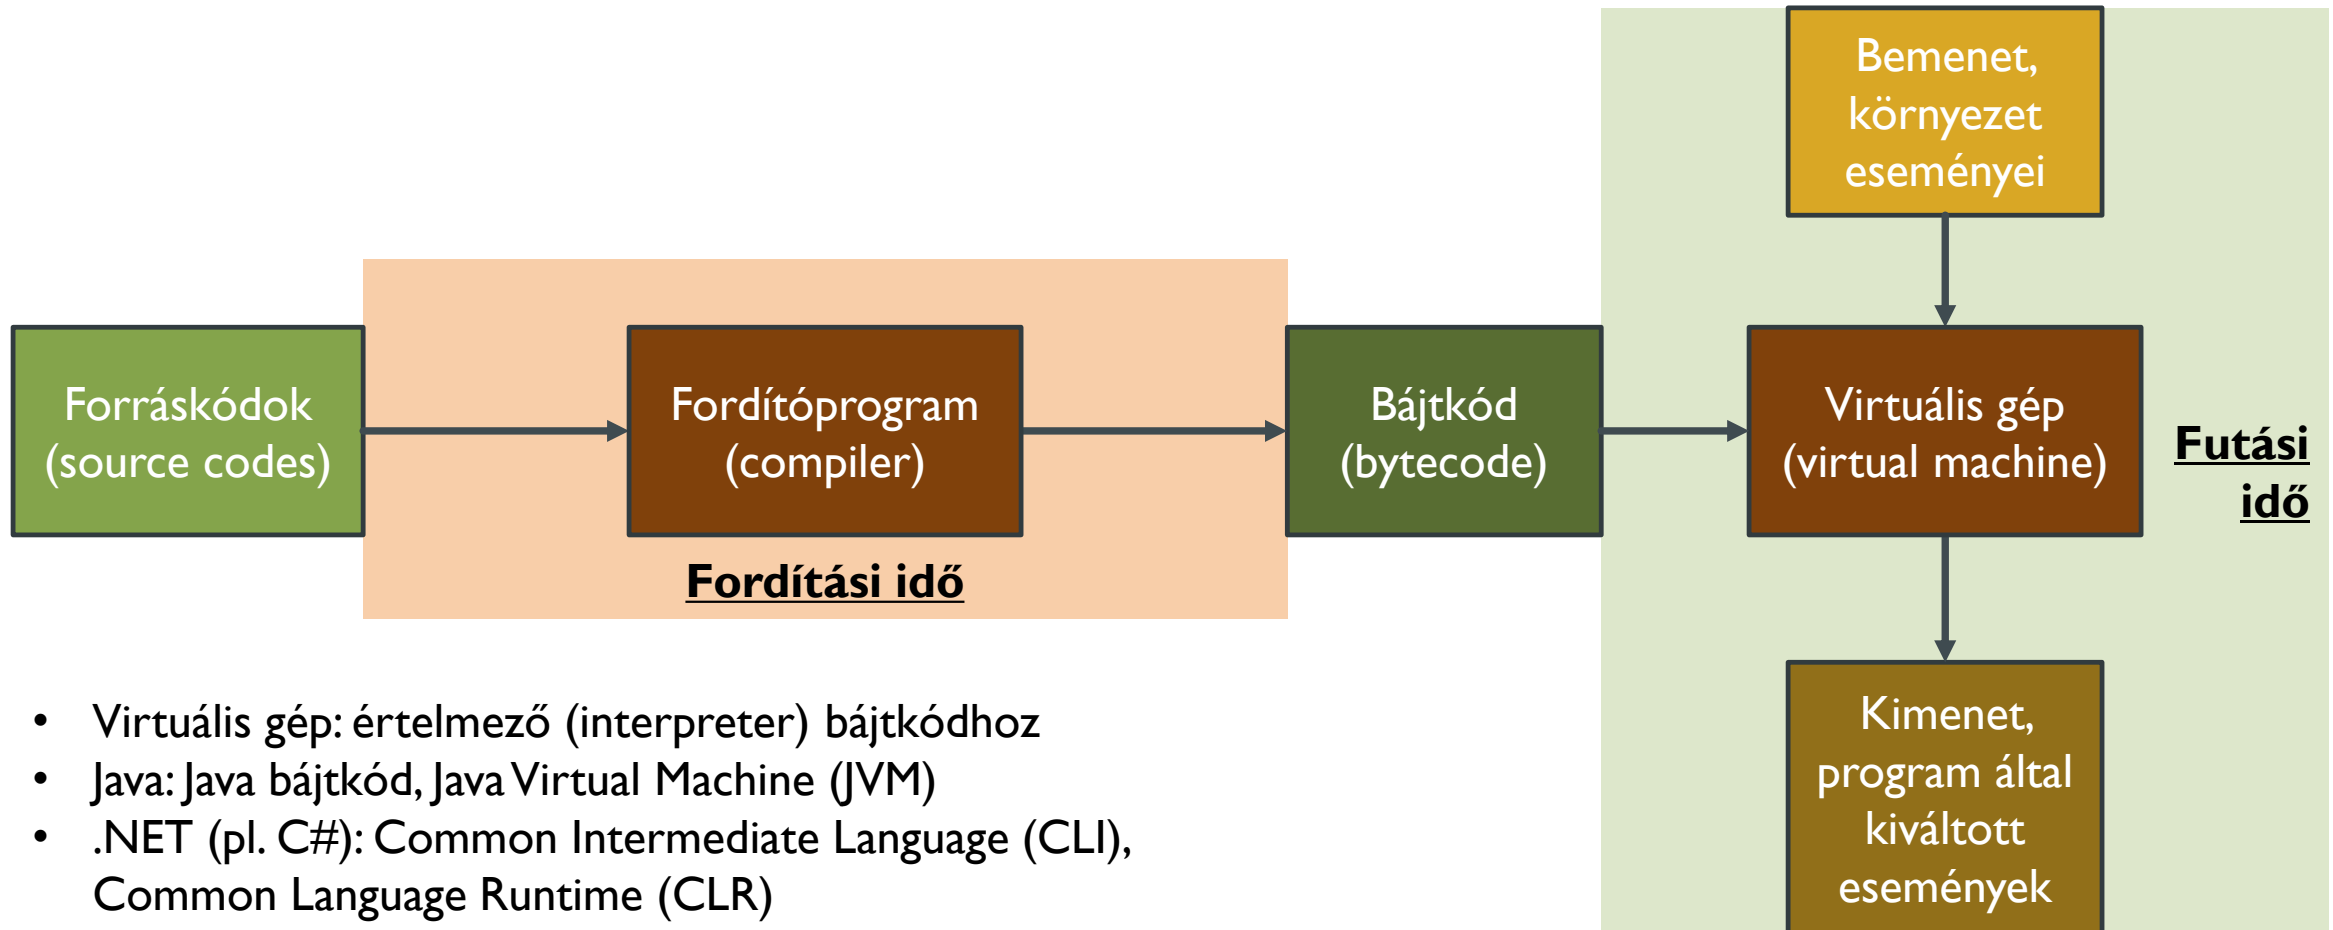 Bemenet,
környezet
eseményei
Forráskódok
(source codes)
Fordítóprogram
(compiler)
Bájtkód
(bytecode)
Virtuális gép
(virtual machine)
Futási
idő
Fordítási idő
• Virtuális gép: értelmező (interpreter) bájtkódhoz
• Java: Java bájtkód, Java Virtual Machine (JVM)
• .NET (pl. C#): Common Intermediate Language (CLI),
Common Language Runtime (CLR)
Kimenet,
program által
kiváltott
események